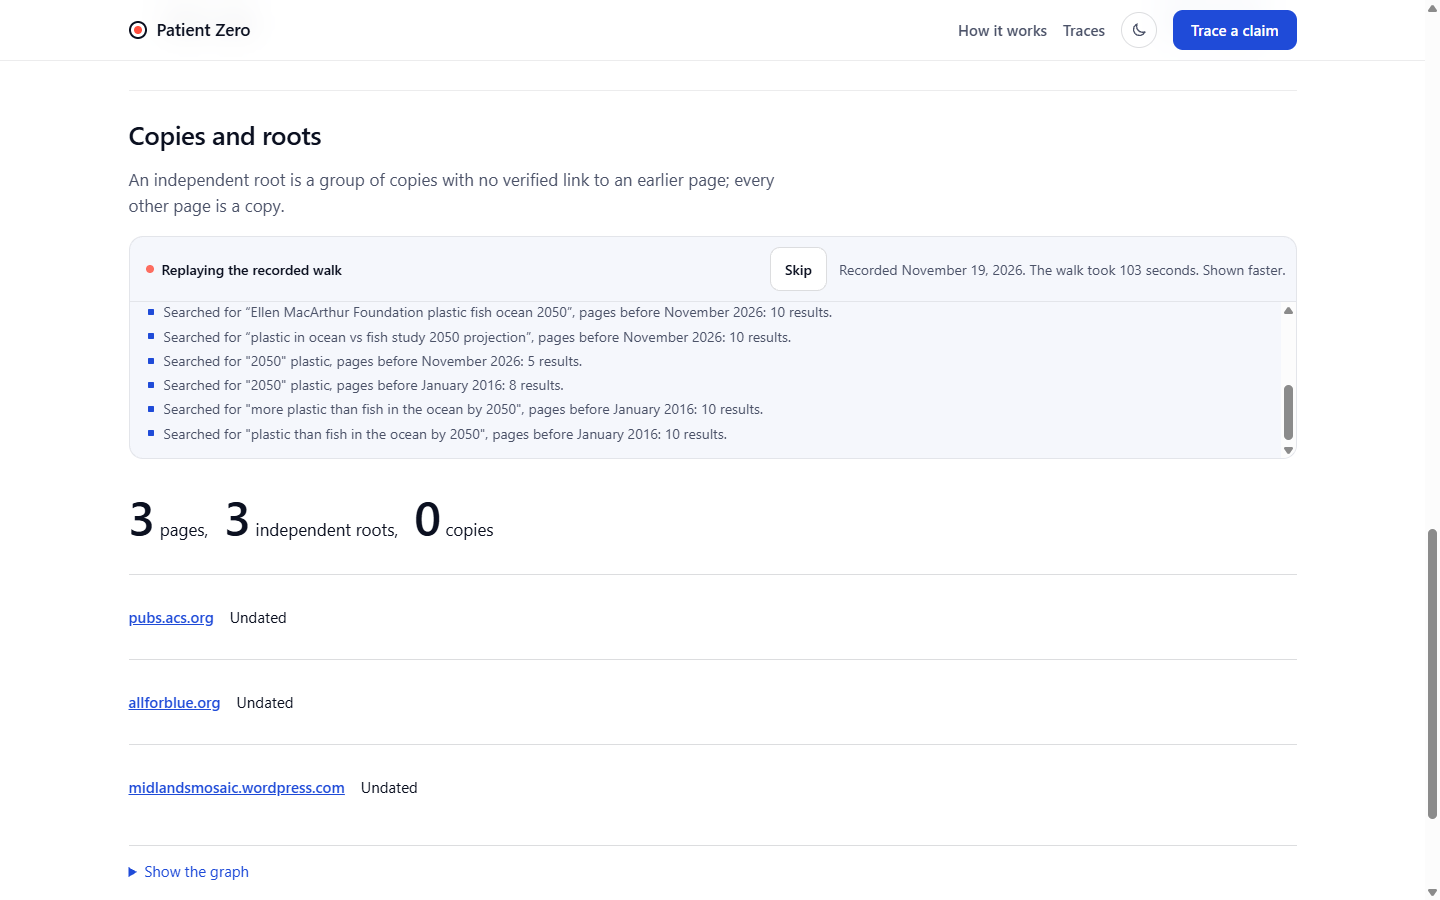 Patient Zero
How it works
Traces
Trace a claim
Copies and roots
An independent root is a group of copies with no verified link to an earlier page; every
other page is a copy.
Replaying the recorded walk
Skip
Recorded November 19, 2026. The walk took 103 seconds. Shown faster.
Searched for “Ellen MacArthur Foundation plastic fish ocean 2050”, pages before November 2026: 10 results.
Searched for “plastic in ocean vs fish study 2050 projection”, pages before November 2026: 10 results.
Searched for "2050" plastic, pages before November 2026: 5 results.
Searched for "2050" plastic, pages before January 2016: 8 results.
Searched for "more plastic than fish in the ocean by 2050", pages before January 2016: 10 results.
Searched for "plastic than fish in the ocean by 2050", pages before January 2016: 10 results.
3 pages, 3 independent roots, 0 copies
pubs.acs.org Undated
allforblue.org Undated
midlandsmosaic.wordpress.com Undated
Show the graph